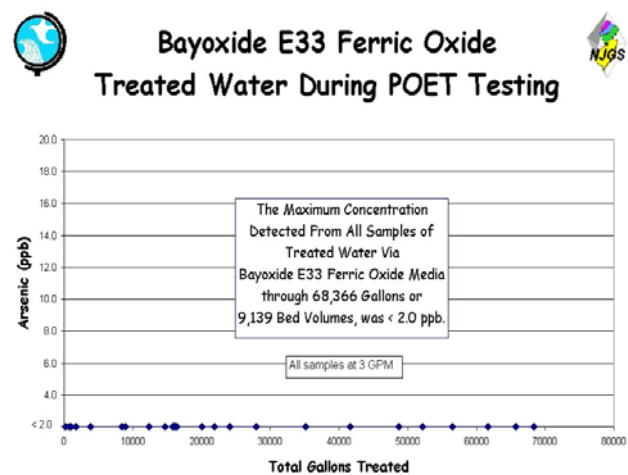 Bayoxide E33 Ferric Oxide
Treated Water During POET Testing
NJGS
20.0
18.0
16.0
14.0
12.0
10.0
8.0
6.0
4.0
< 2.0
Arsenic (ppb)
The Maximum Concentration
Detected From All Samples of
Treated Water Via
Bayoxide E33 Ferric Oxide Media
through 68,366 Gallons or
9,139 Bed Volumes, was < 2.0 ppb.
All samples at 3 GPM
0 10000 20000 30000 40000 50000 60000 70000 80000
Total Gallons Treated